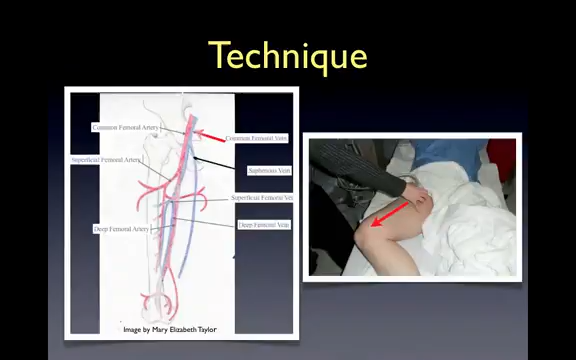 Technique
Common Femoral Artery
Common Femoral Vein
Superficial Femoral Artery
Saphenous Vein
Superficial Femoral Vei
Deep Femoral Artery
Deep Femoral Vein
Image by Mary Elizabeth Taylor